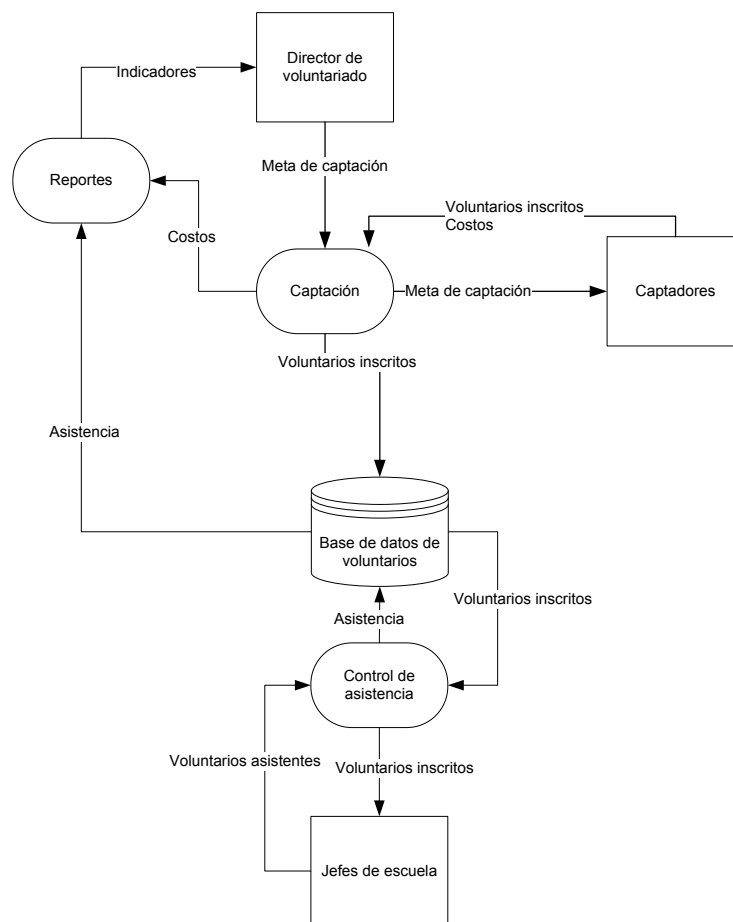 Director de
voluntariado
Indicadores
Meta de captación
Reportes
Voluntarios inscritos
Costos
Costos
Captación
Meta de captación
Captadores
Voluntarios inscritos
Asistencia
Base de datos de
voluntarios
Voluntarios inscritos
Asistencia
Control de
asistencia
Voluntarios asistentes
Voluntarios inscritos
Jefes de escuela